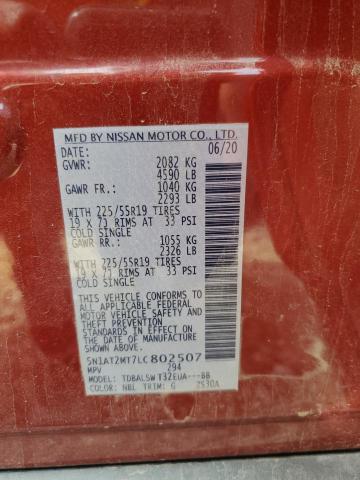 MFD BY NISSAN MOTOR CO., LTD.
DATE: 06/20
GVWR: 2082 KG
4590 LB
GAWR FR.: 1040 KG
2293 LB
WITH 225/55R19 TIRES
19 X 7J RIMS AT 33 PSI
COLD SINGLE
GAWR RR.: 1055 KG
2326 LB
WITH 225/55R19 TIRES
19 X 7J RIMS AT 33 PSI
COLD SINGLE
THIS VEHICLE CONFORMS TO
ALL APPLICABLE FEDERAL
MOTOR VEHICLE SAFETY AND
THEFT PREVENTION
STANDARDS IN EFFECT ON
THE DATE OF MANUFACTURE
SHOWN ABOVE.
5N1AT2MT7LC802507
MPV 294
MODEL: TDBALSW T32EUA---BB
COLOR: NBL TRIM: G 2530A